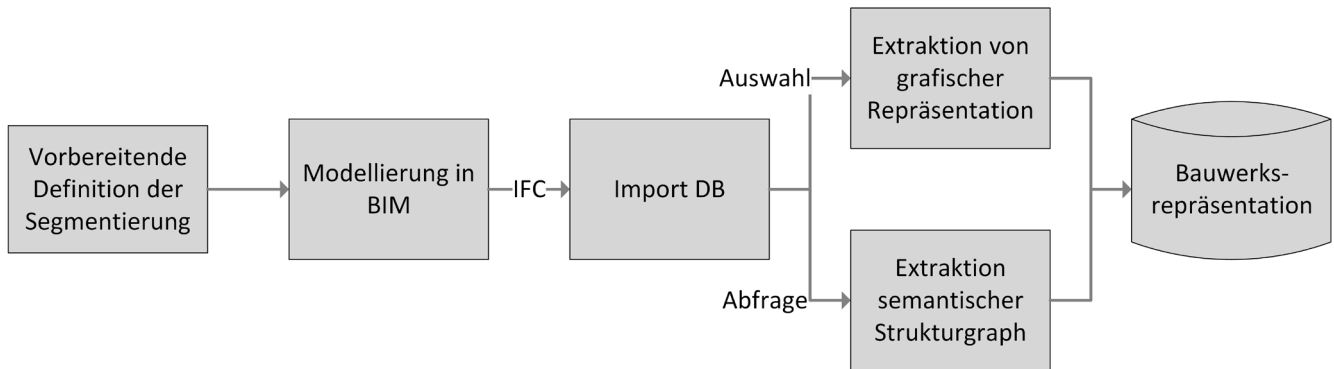 Vorbereitende
Definition der
Segmentierung
Modellierung in
BIM
IFC
Import DB
Auswahl
Extraktion von
grafischer
Repräsentation
Abfrage
Extraktion
semantischer
Strukturgraph
Bauwerks-
repräsentation